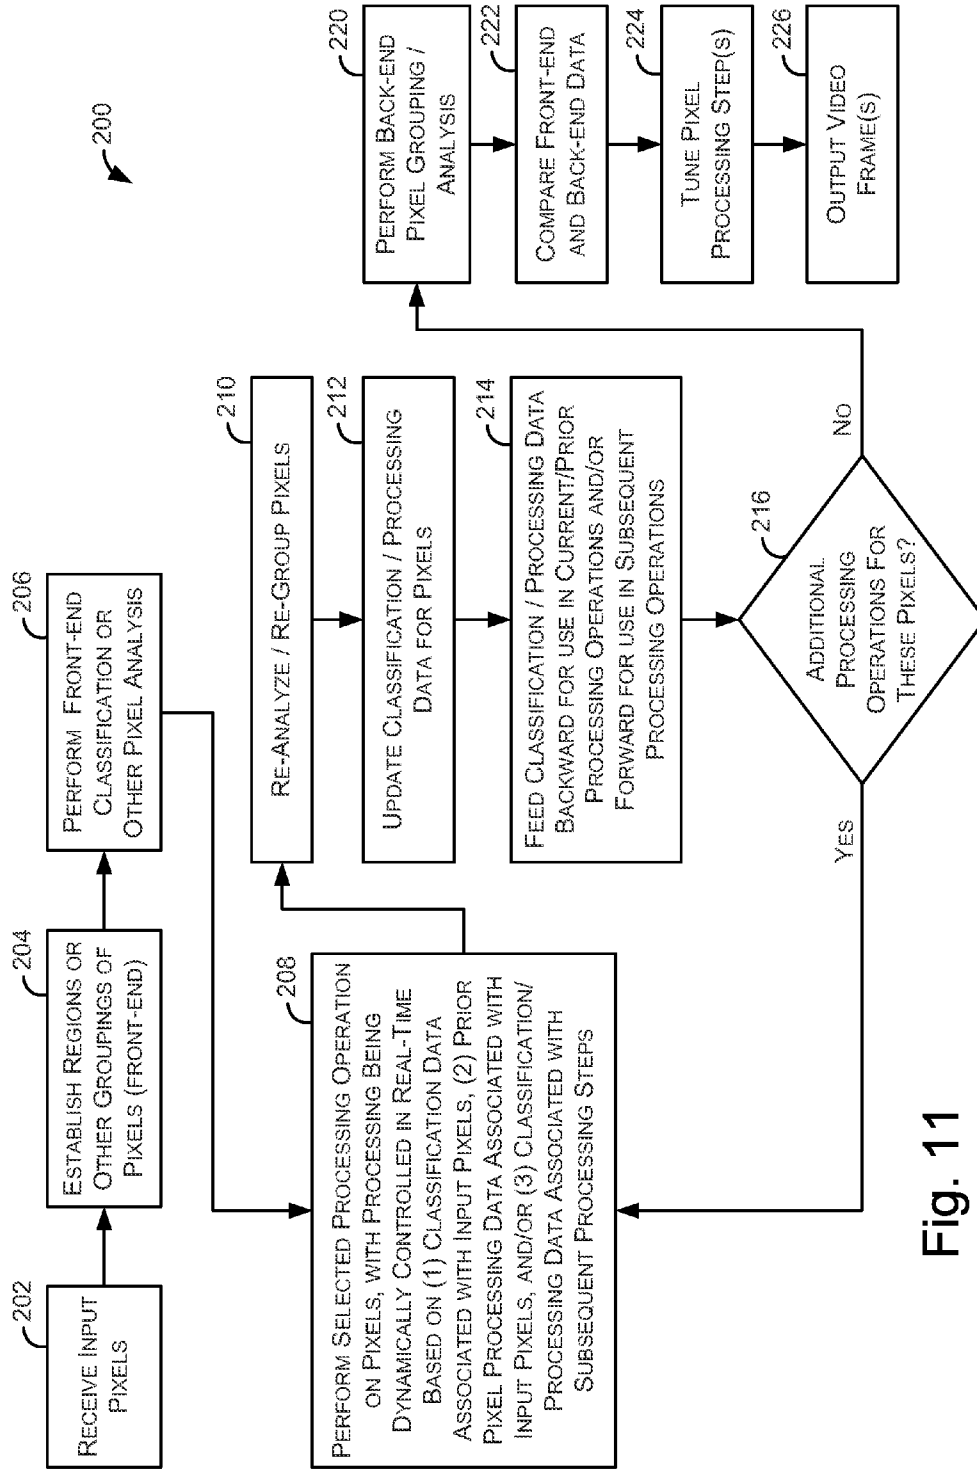 200
202
RECEIVE INPUT
PIXELS
204
ESTABLISH REGIONS OR
OTHER GROUPINGS OF
PIXELS (FRONT-END)
206
PERFORM FRONT-END
CLASSIFICATION OR
OTHER PIXEL ANALYSIS
208
PERFORM SELECTED PROCESSING OPERATION
ON PIXELS, WITH PROCESSING BEING
DYNAMICALLY CONTROLLED IN REAL-TIME
BASED ON (1) CLASSIFICATION DATA
ASSOCIATED WITH INPUT PIXELS, (2) PRIOR
PIXEL PROCESSING DATA ASSOCIATED WITH
INPUT PIXELS, AND/OR (3) CLASSIFICATION/
PROCESSING DATA ASSOCIATED WITH
SUBSEQUENT PROCESSING STEPS
210
RE-ANALYZE / RE-GROUP PIXELS
212
UPDATE CLASSIFICATION / PROCESSING
DATA FOR PIXELS
214
FEED CLASSIFICATION / PROCESSING DATA
BACKWARD FOR USE IN CURRENT/PRIOR
PROCESSING OPERATIONS AND/OR
FORWARD FOR USE IN SUBSEQUENT
PROCESSING OPERATIONS
216
ADDITIONAL
PROCESSING
OPERATIONS FOR
THESE PIXELS?
YES
NO
220
PERFORM BACK-END
PIXEL GROUPING /
ANALYSIS
222
COMPARE FRONT-END
AND BACK-END DATA
224
TUNE PIXEL
PROCESSING STEP(S)
226
OUTPUT VIDEO
FRAME(S)
Fig. 11